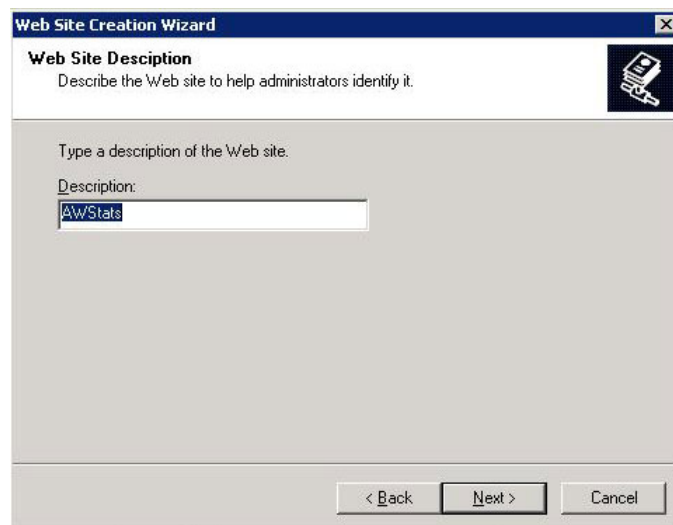 Web Site Creation Wizard
Web Site Desciption
Describe the Web site to help administrators identify it.
Type a description of the Web site.
Description:
AWStats
< Back
Next >
Cancel